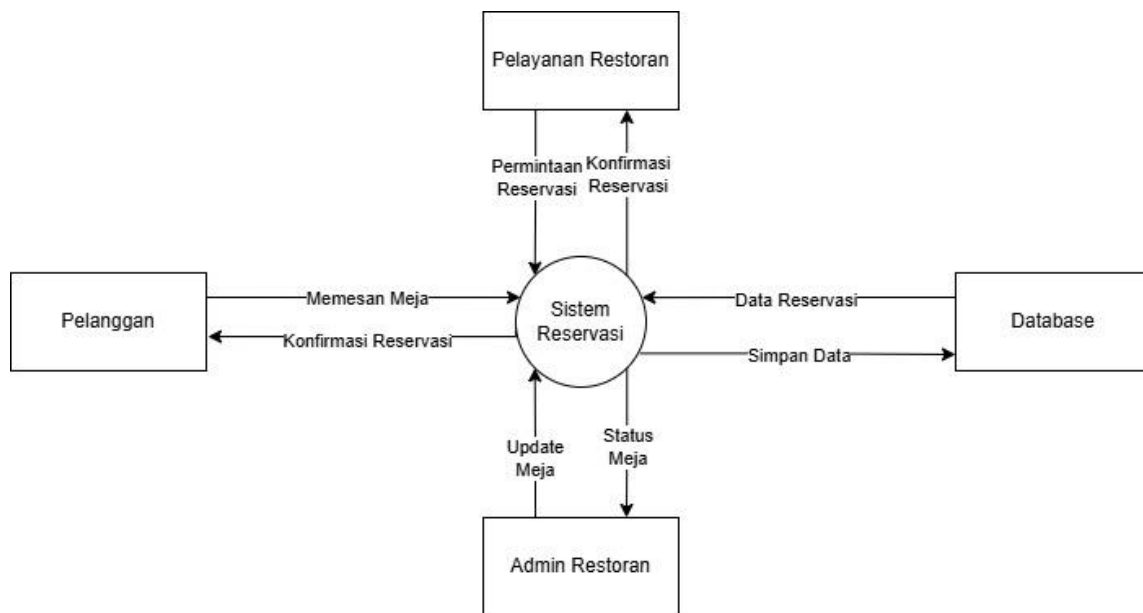 Pelayanan Restoran
Permintaan
Reservasi
Konfirmasi
Reservasi
Pelanggan
Memesan Meja
Konfirmasi Reservasi
Sistem
Reservasi
Data Reservasi
Simpan Data
Database
Update
Meja
Status
Meja
Admin Restoran